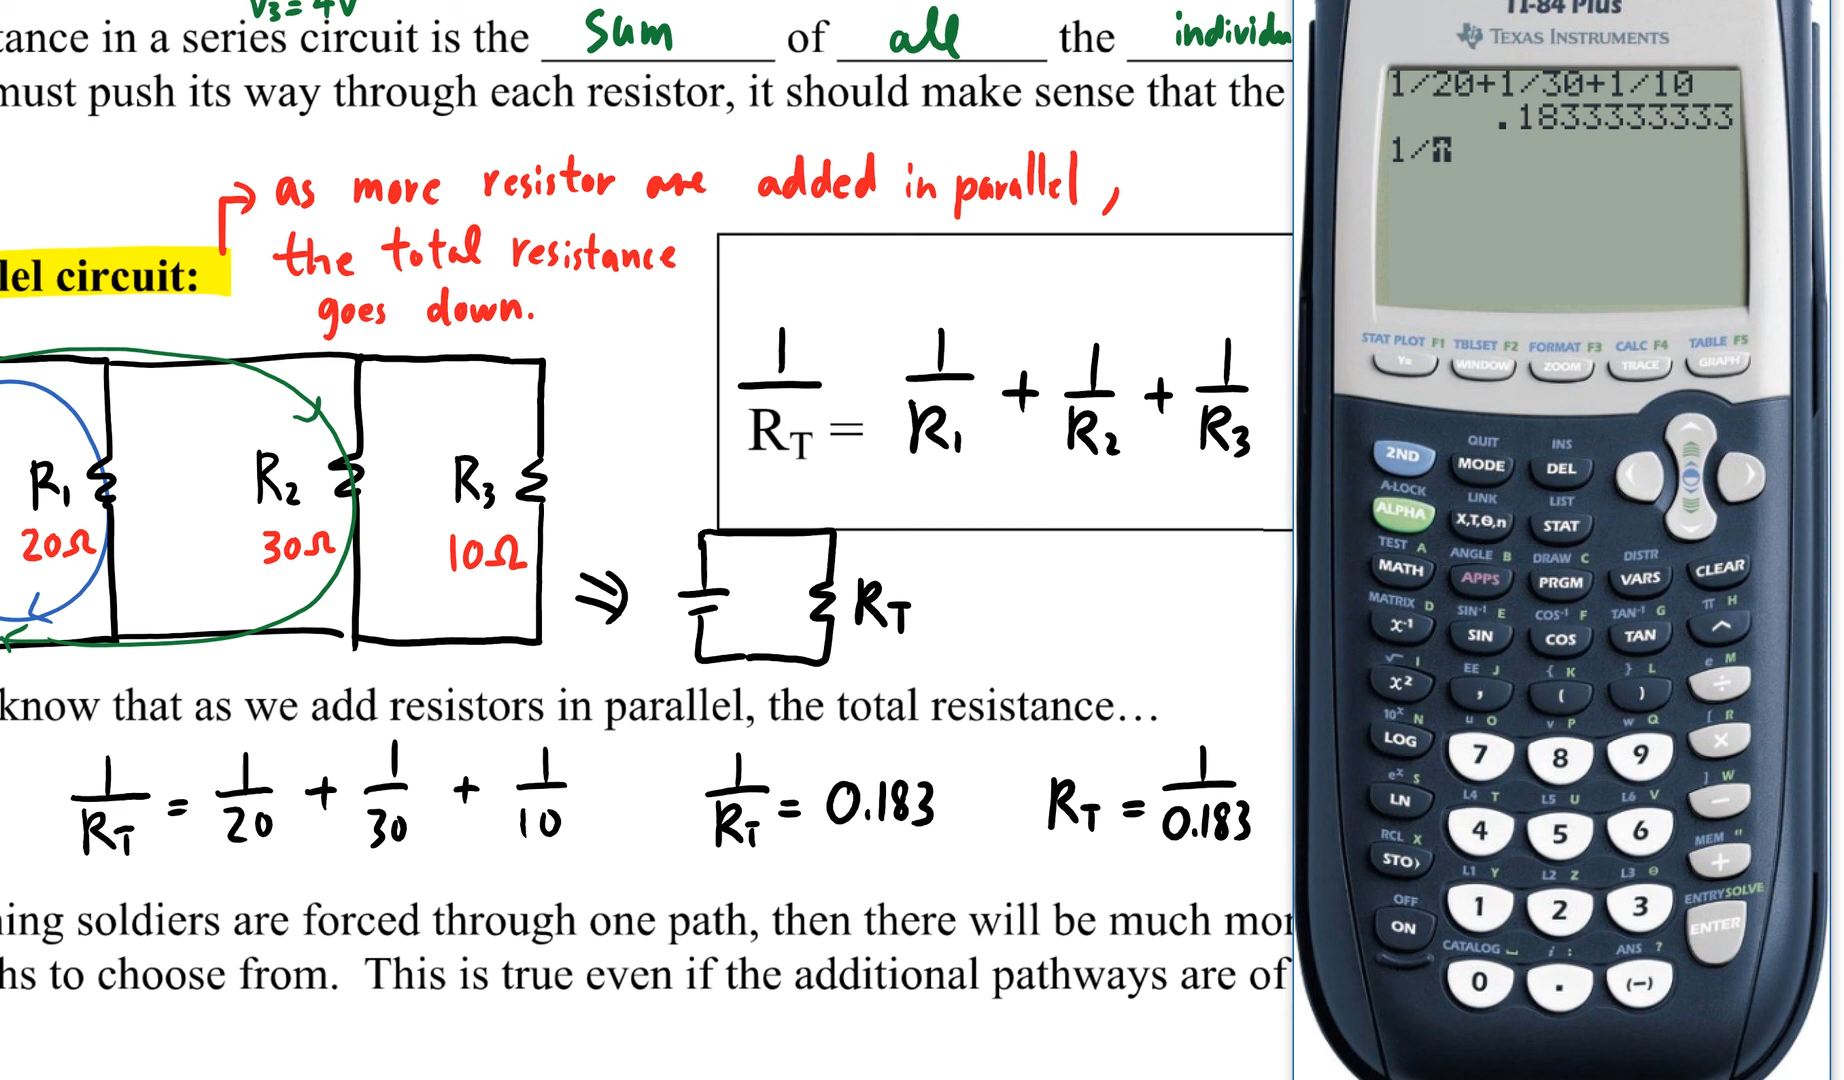 V₃ = 4V
tance in a series circuit is the sum of all the individu
must push its way through each resistor, it should make sense that the
as more resistor are added in parallel,
the total resistance
goes down.
lel circuit:
1/R_T = 1/R₁ + 1/R₂ + 1/R₃
R₁ R₂ R₃
20Ω 30Ω 10Ω
⇒ R_T
know that as we add resistors in parallel, the total resistance…
1/R_T = 1/20 + 1/30 + 1/10 1/R_T = 0.183 R_T = 1/0.183
ning soldiers are forced through one path, then there will be much mor
hs to choose from. This is true even if the additional pathways are of
TI-84 Plus
TEXAS INSTRUMENTS
1/20+1/30+1/10
.1833333333
1/
STAT PLOT F1 TBLSET F2 FORMAT F3 CALC F4 TABLE F5
Y= WINDOW ZOOM TRACE GRAPH
QUIT INS
2ND MODE DEL
A-LOCK LINK LIST
ALPHA X,T,Θ,n STAT
TEST A ANGLE B DRAW C DISTR
MATH APPS PRGM VARS CLEAR
MATRIX D SIN⁻¹ E COS⁻¹ F TAN⁻¹ G π H
x⁻¹ SIN COS TAN ^
√ I EE J { K } L e M
x² , ( ) ÷
10ˣ N u O v P w Q [ R
LOG 7 8 9 ×
eˣ S L4 T L5 U L6 V ] W
LN 4 5 6 −
RCL X L1 Y L2 Z L3 θ MEM "
STO› 1 2 3 +
OFF ENTRY SOLVE
ON ENTER
CATALOG ⎵ i : ANS ?
0 . (−)